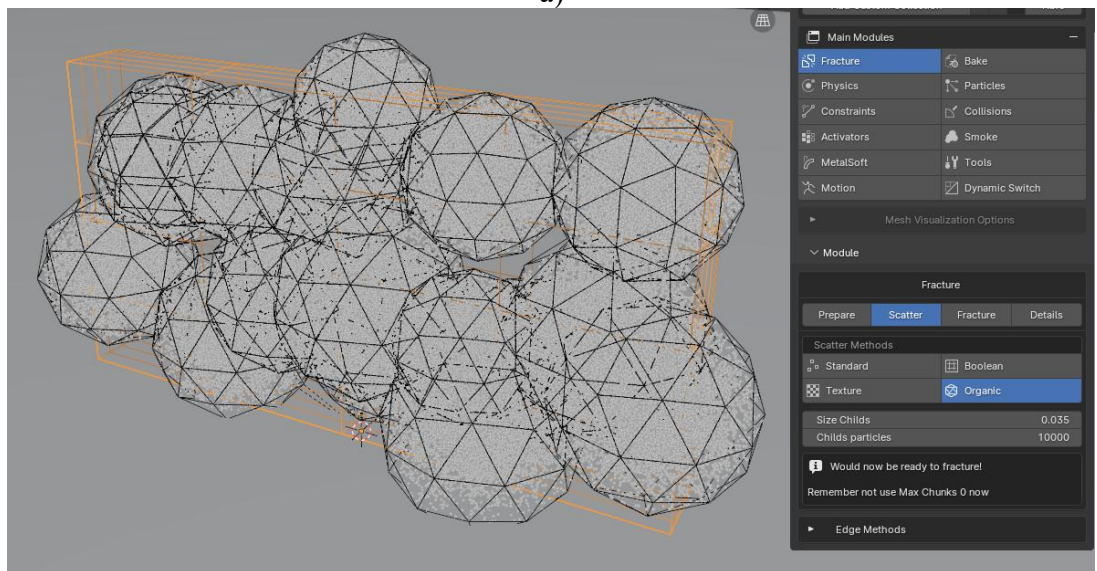 a)
Main Modules
Fracture
Bake
Physics
Particles
Constraints
Collisions
Activators
Smoke
MetalSoft
Tools
Motion
Dynamic Switch
Mesh Visualization Options
Module
Fracture
Prepare Scatter Fracture Details
Scatter Methods
Standard
Boolean
Texture
Organic
Size Childs 0.035
Childs particles 10000
Would now be ready to fracture!
Remember not use Max Chunks 0 now
Edge Methods